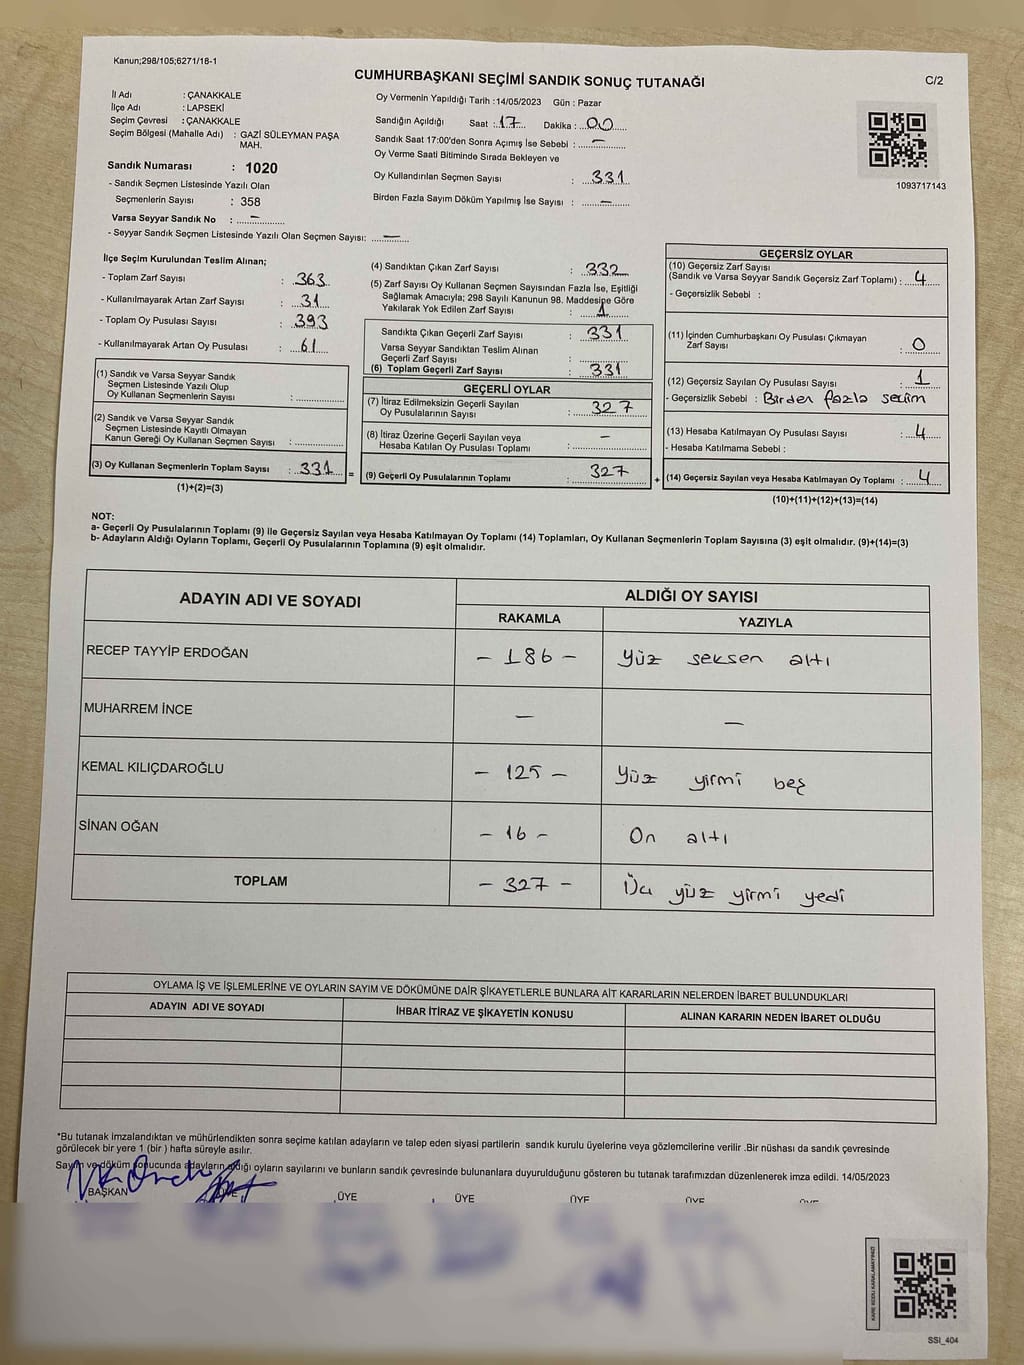 Kanun;298/105;6271/16-1
CUMHURBAŞKANI SEÇİMİ SANDIK SONUÇ TUTANAĞI
C/2
İl Adı : ÇANAKKALE
İlçe Adı : LAPSEKİ
Seçim Çevresi : ÇANAKKALE
Seçim Bölgesi (Mahalle Adı) : GAZİ SÜLEYMAN PAŞA
MAH.
Sandık Numarası : 1020
- Sandık Seçmen Listesinde Yazılı Olan
Seçmenlerin Sayısı : 358
Varsa Seyyar Sandık No : –
- Seyyar Sandık Seçmen Listesinde Yazılı Olan Seçmen Sayısı: –
Oy Vermenin Yapıldığı Tarih :14/05/2023 Gün : Pazar
Sandığın Açıldığı Saat : 17 Dakika : 00
Sandık Saat 17:00'den Sonra Açımış İse Sebebi : –
Oy Verme Saati Bitiminde Sırada Bekleyen ve
Oy Kullandırılan Seçmen Sayısı : 331
Birden Fazla Sayım Döküm Yapılmış İse Sayısı : –
1093717143
İlçe Seçim Kurulundan Teslim Alınan;
- Toplam Zarf Sayısı : 363
- Kullanılmayarak Artan Zarf Sayısı : 31
- Toplam Oy Pusulası Sayısı : 393
- Kullanılmayarak Artan Oy Pusulası : 61
(1) Sandık ve Varsa Seyyar Sandık
Seçmen Listesinde Yazılı Olup
Oy Kullanan Seçmenlerin Sayısı :
(2) Sandık ve Varsa Seyyar Sandık
Seçmen Listesinde Kayıtlı Olmayan
Kanun Gereği Oy Kullanan Seçmen Sayısı :
(3) Oy Kullanan Seçmenlerin Toplam Sayısı : 331 =
(1)+(2)=(3)
(4) Sandıktan Çıkan Zarf Sayısı : 332
(5) Zarf Sayısı Oy Kullanan Seçmen Sayısından Fazla İse, Eşitliği
Sağlamak Amacıyla; 298 Sayılı Kanunun 98. Maddesine Göre
Yakılarak Yok Edilen Zarf Sayısı : 1
Sandıkta Çıkan Geçerli Zarf Sayısı : 331
Varsa Seyyar Sandıktan Teslim Alınan
Geçerli Zarf Sayısı :
(6) Toplam Geçerli Zarf Sayısı : 331
GEÇERLİ OYLAR
(7) İtiraz Edilmeksizin Geçerli Sayılan
Oy Pusulalarının Sayısı : 327
(8) İtiraz Üzerine Geçerli Sayılan veya
Hesaba Katılan Oy Pusulası Toplamı : –
(9) Geçerli Oy Pusulalarının Toplamı : 327 +
GEÇERSİZ OYLAR
(10) Geçersiz Zarf Sayısı
(Sandık ve Varsa Seyyar Sandık Geçersiz Zarf Toplamı) : 4
- Geçersizlik Sebebi :
(11) İçinden Cumhurbaşkanı Oy Pusulası Çıkmayan
Zarf Sayısı : 0
(12) Geçersiz Sayılan Oy Pusulası Sayısı : 1
- Geçersizlik Sebebi : Birden fazla seçim
(13) Hesaba Katılmayan Oy Pusulası Sayısı : 4
- Hesaba Katılmama Sebebi :
(14) Geçersiz Sayılan veya Hesaba Katılmayan Oy Toplamı : 4
(10)+(11)+(12)+(13)=(14)
NOT:
a- Geçerli Oy Pusulalarının Toplamı (9) ile Geçersiz Sayılan veya Hesaba Katılmayan Oy Toplamı (14) Toplamları, Oy Kullanan Seçmenlerin Toplam Sayısına (3) eşit olmalıdır. (9)+(14)=(3)
b- Adayların Aldığı Oyların Toplamı, Geçerli Oy Pusulalarının Toplamına (9) eşit olmalıdır.
ADAYIN ADI VE SOYADI
ALDIĞI OY SAYISI
RAKAMLA YAZIYLA
RECEP TAYYİP ERDOĞAN – 186 – Yüz seksen altı
MUHARREM İNCE – –
KEMAL KILIÇDAROĞLU – 125 – Yüz yirmi beş
SİNAN OĞAN – 16 – On altı
TOPLAM – 327 – Üç yüz yirmi yedi
OYLAMA İŞ VE İŞLEMLERİNE VE OYLARIN SAYIM VE DÖKÜMÜNE DAİR ŞİKAYETLERLE BUNLARA AİT KARARLARIN NELERDEN İBARET BULUNDUKLARI
ADAYIN ADI VE SOYADI İHBAR İTİRAZ VE ŞİKAYETİN KONUSU ALINAN KARARIN NEDEN İBARET OLDUĞU
*Bu tutanak imzalandıktan ve mühürlendikten sonra seçime katılan adayların ve talep eden siyasi partilerin sandık kurulu üyelerine veya gözlemcilerine verilir .Bir nüshası da sandık çevresinde
görülecek bir yere 1 (bir ) hafta süreyle asılır.
Sayım ve döküm sonucunda adayların aldığı oyların sayılarını ve bunların sandık çevresinde bulunanlara duyurulduğunu gösteren bu tutanak tarafımızdan düzenlenerek imza edildi. 14/05/2023
BAŞKAN ÜYE ÜYE ÜYE ÜYE ÜYE ÜYE
KARE KODU KARALAMAYINIZ!
SSI_404